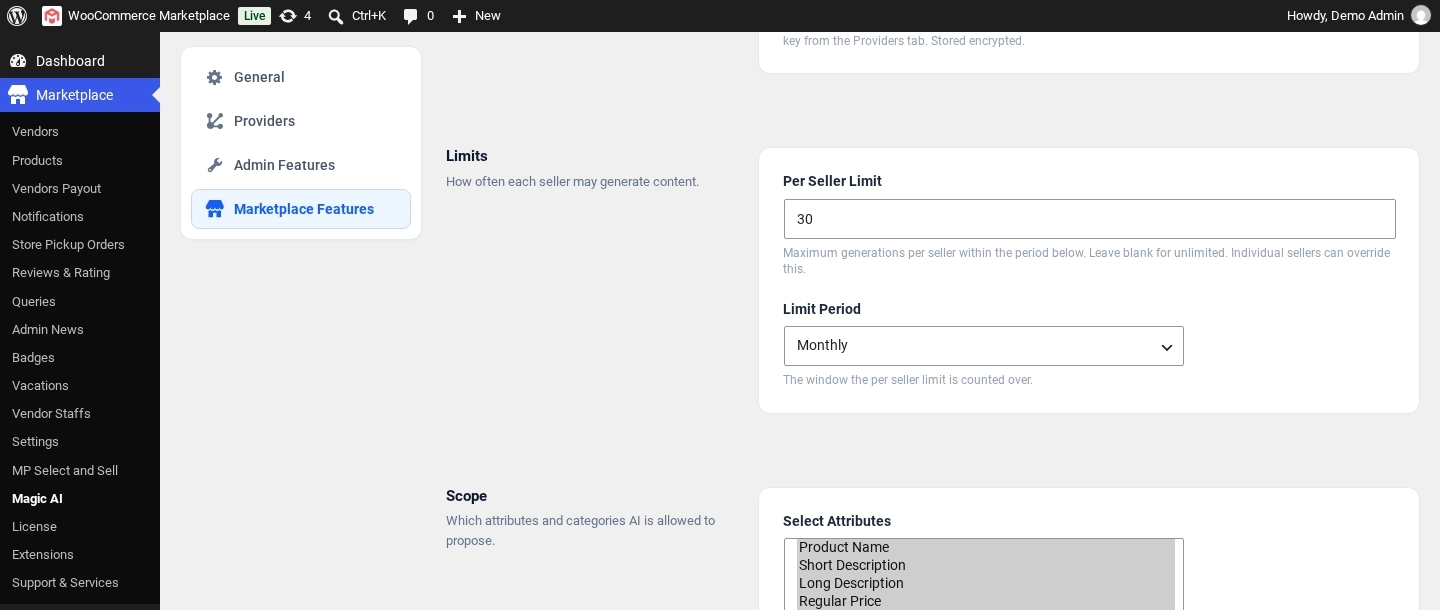 WooCommerce Marketplace
Live
4
Ctrl+K
0
New
Howdy, Demo Admin
Dashboard
Marketplace
Vendors
Products
Vendors Payout
Notifications
Store Pickup Orders
Reviews & Rating
Queries
Admin News
Badges
Vacations
Vendor Staffs
Settings
MP Select and Sell
Magic AI
License
Extensions
Support & Services
General
Providers
Admin Features
Marketplace Features
key from the Providers tab. Stored encrypted.
Limits
How often each seller may generate content.
Per Seller Limit
30
Maximum generations per seller within the period below. Leave blank for unlimited. Individual sellers can override
this.
Limit Period
Monthly
The window the per seller limit is counted over.
Scope
Which attributes and categories AI is allowed to
propose.
Select Attributes
Product Name
Short Description
Long Description
Regular Price